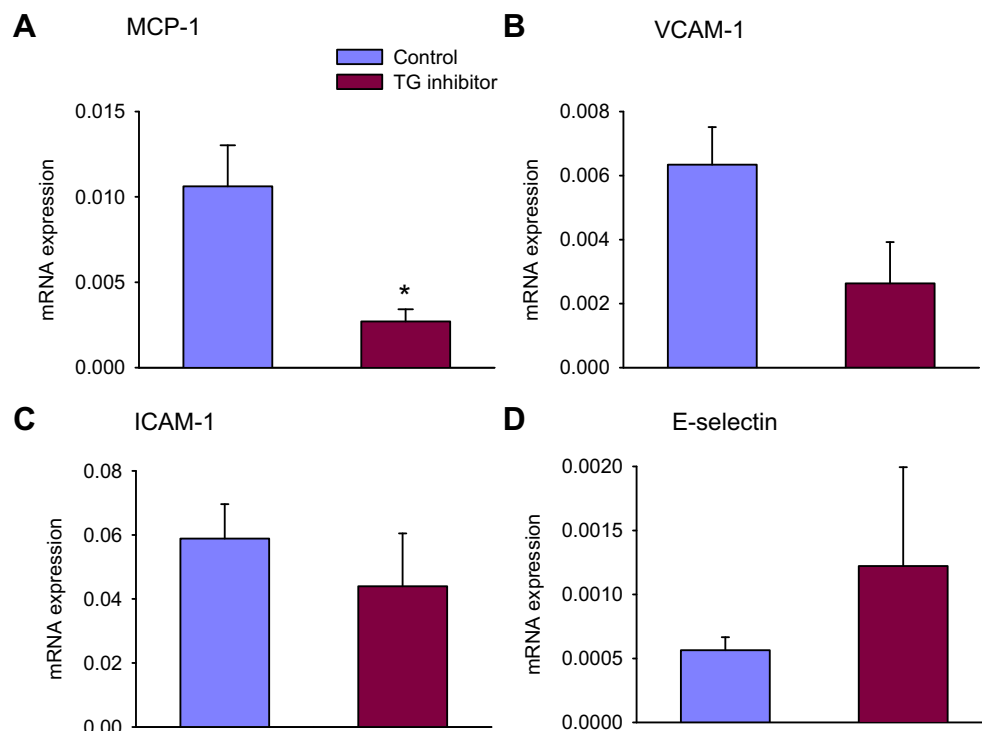 A MCP-1
Control
TG inhibitor
mRNA expression
0.015
0.010
0.005
0.000
*
B VCAM-1
mRNA expression
0.008
0.006
0.004
0.002
0.000
C ICAM-1
mRNA expression
0.08
0.06
0.04
0.02
0.00
D E-selectin
mRNA expression
0.0020
0.0015
0.0010
0.0005
0.0000